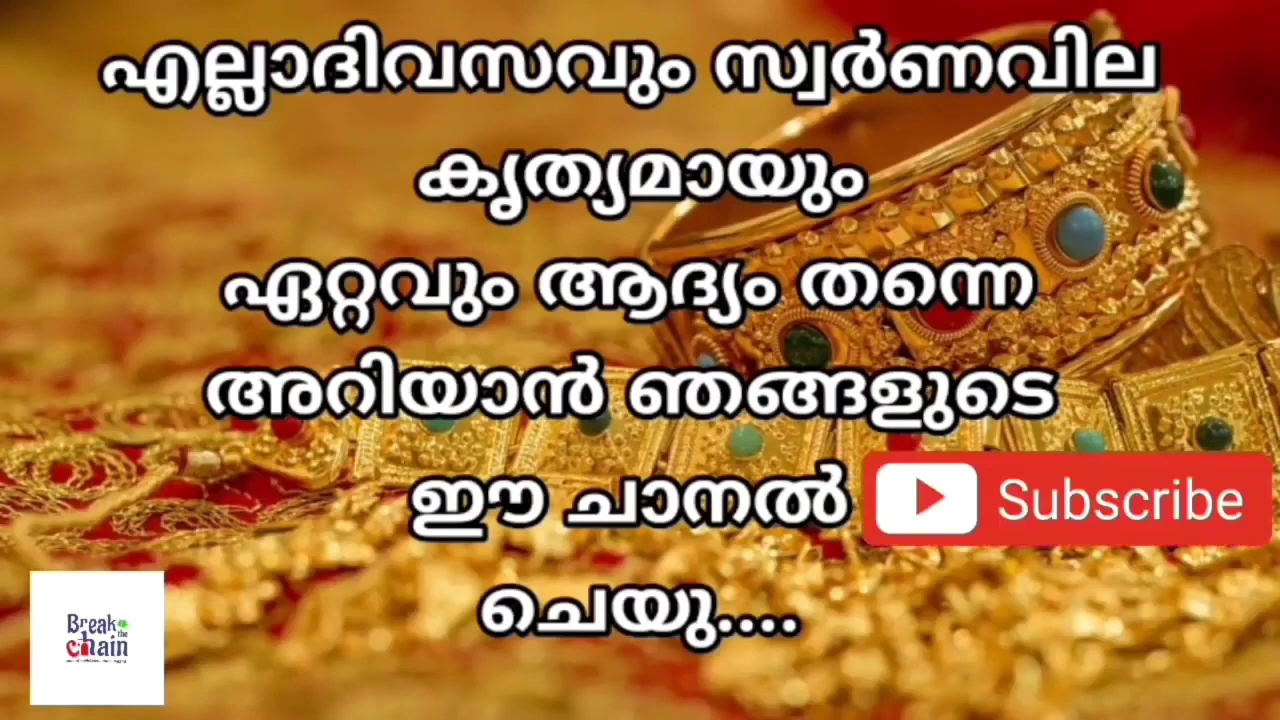 എല്ലാദിവസവും സ്വർണവില
കൃത്യമായും
ഏറ്റവും ആദ്യം തന്നെ
അറിയാൻ ഞങ്ങളുടെ
ഈ ചാനൽ Subscribe
ചെയു....
Break
the
chain